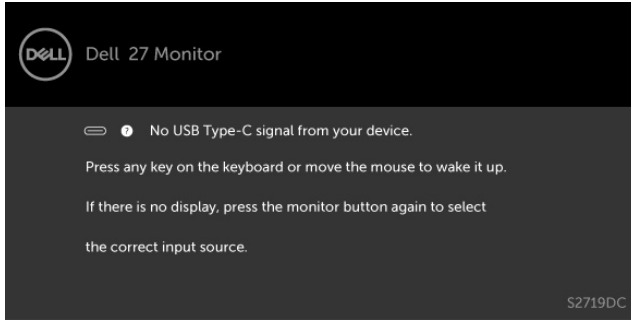 DELL
Dell 27 Monitor
? No USB Type-C signal from your device.
Press any key on the keyboard or move the mouse to wake it up.
If there is no display, press the monitor button again to select
the correct input source.
S2719DC